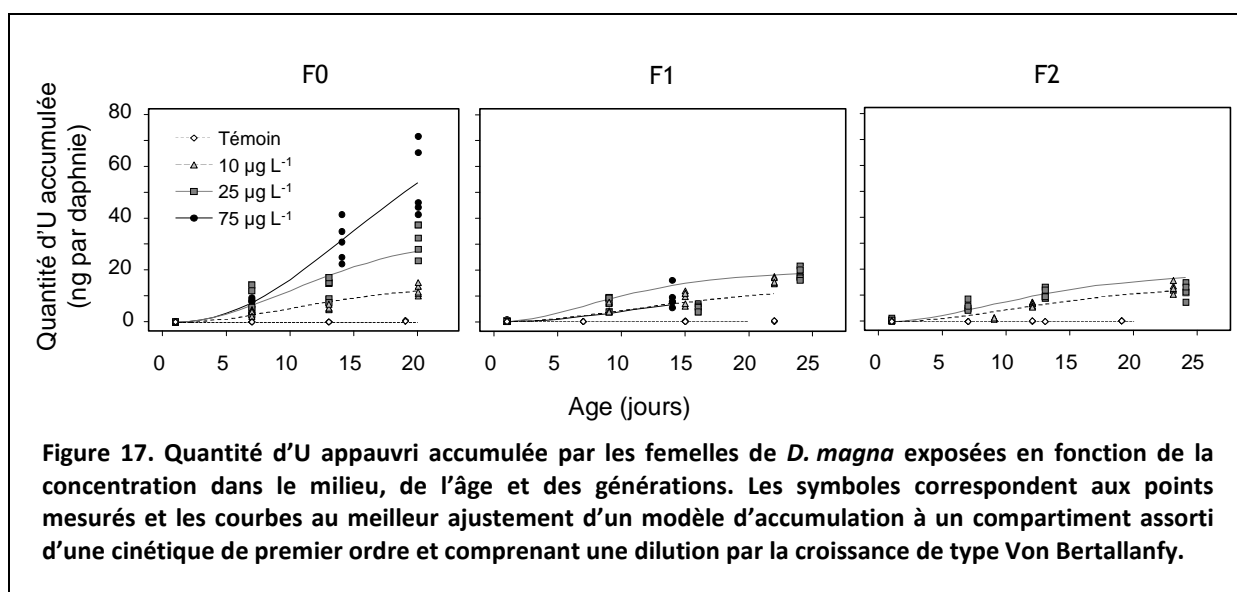 F0 F1 F2
80
60
40
20
0
Quantité d'U accumulée
(ng par daphnie)
Témoin
10 µg L-1
25 µg L-1
75 µg L-1
0 5 10 15 20 0 5 10 15 20 25 0 5 10 15 20 25
Age (jours)
Figure 17. Quantité d'U appauvri accumulée par les femelles de D. magna exposées en fonction de la
concentration dans le milieu, de l'âge et des générations. Les symboles correspondent aux points
mesurés et les courbes au meilleur ajustement d'un modèle d'accumulation à un compartiment assorti
d'une cinétique de premier ordre et comprenant une dilution par la croissance de type Von Bertallanfy.